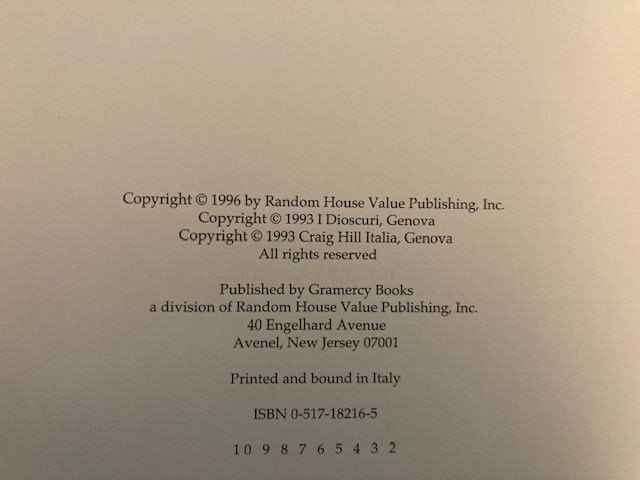 Copyright © 1996 by Random House Value Publishing, Inc.
Copyright © 1993 I Dioscuri, Genova
Copyright © 1993 Craig Hill Italia, Genova
All rights reserved
Published by Gramercy Books
a division of Random House Value Publishing, Inc.
40 Engelhard Avenue
Avenel, New Jersey 07001
Printed and bound in Italy
ISBN 0-517-18216-5
10 9 8 7 6 5 4 3 2